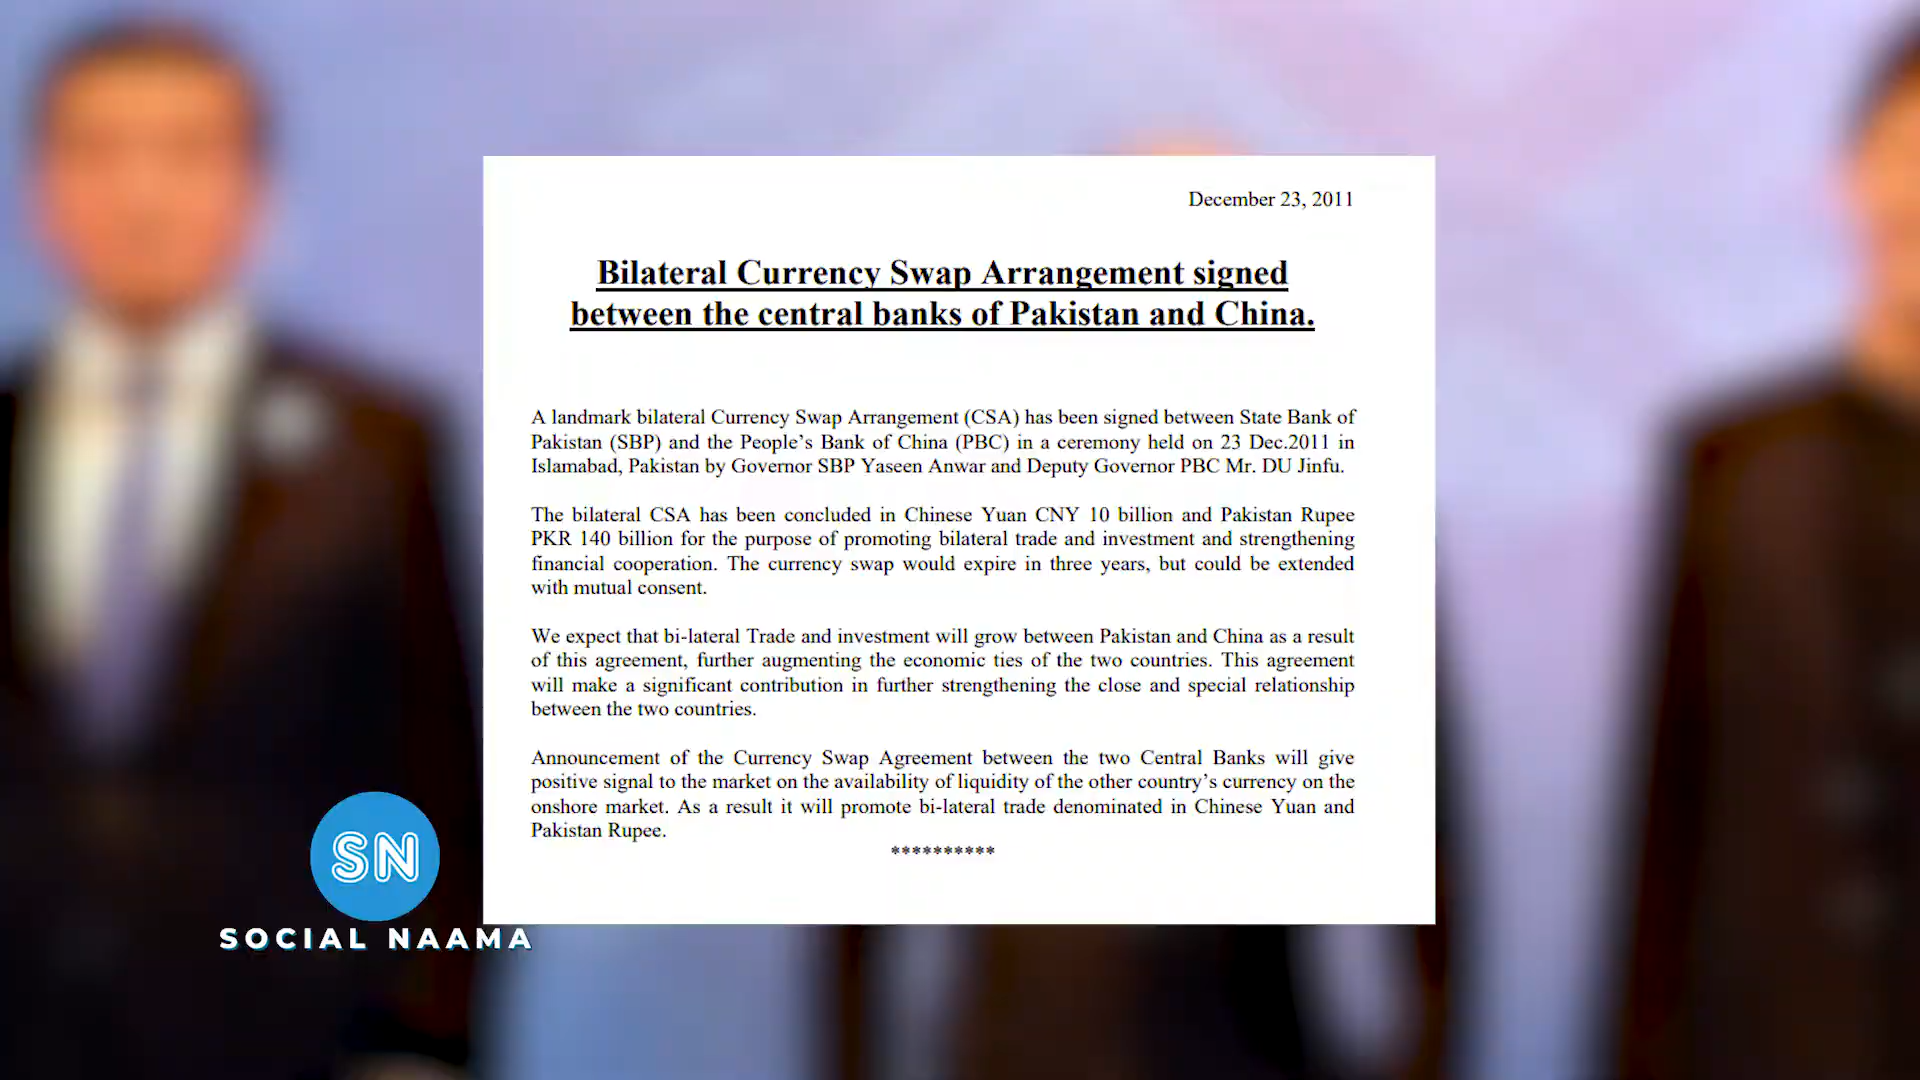 December 23, 2011
Bilateral Currency Swap Arrangement signed
between the central banks of Pakistan and China.
A landmark bilateral Currency Swap Arrangement (CSA) has been signed between State Bank of
Pakistan (SBP) and the People’s Bank of China (PBC) in a ceremony held on 23 Dec.2011 in
Islamabad, Pakistan by Governor SBP Yaseen Anwar and Deputy Governor PBC Mr. DU Jinfu.
The bilateral CSA has been concluded in Chinese Yuan CNY 10 billion and Pakistan Rupee
PKR 140 billion for the purpose of promoting bilateral trade and investment and strengthening
financial cooperation. The currency swap would expire in three years, but could be extended
with mutual consent.
We expect that bi-lateral Trade and investment will grow between Pakistan and China as a result
of this agreement, further augmenting the economic ties of the two countries. This agreement
will make a significant contribution in further strengthening the close and special relationship
between the two countries.
Announcement of the Currency Swap Agreement between the two Central Banks will give
positive signal to the market on the availability of liquidity of the other country’s currency on the
onshore market. As a result it will promote bi-lateral trade denominated in Chinese Yuan and
Pakistan Rupee.
**********
SN
SOCIAL NAAMA